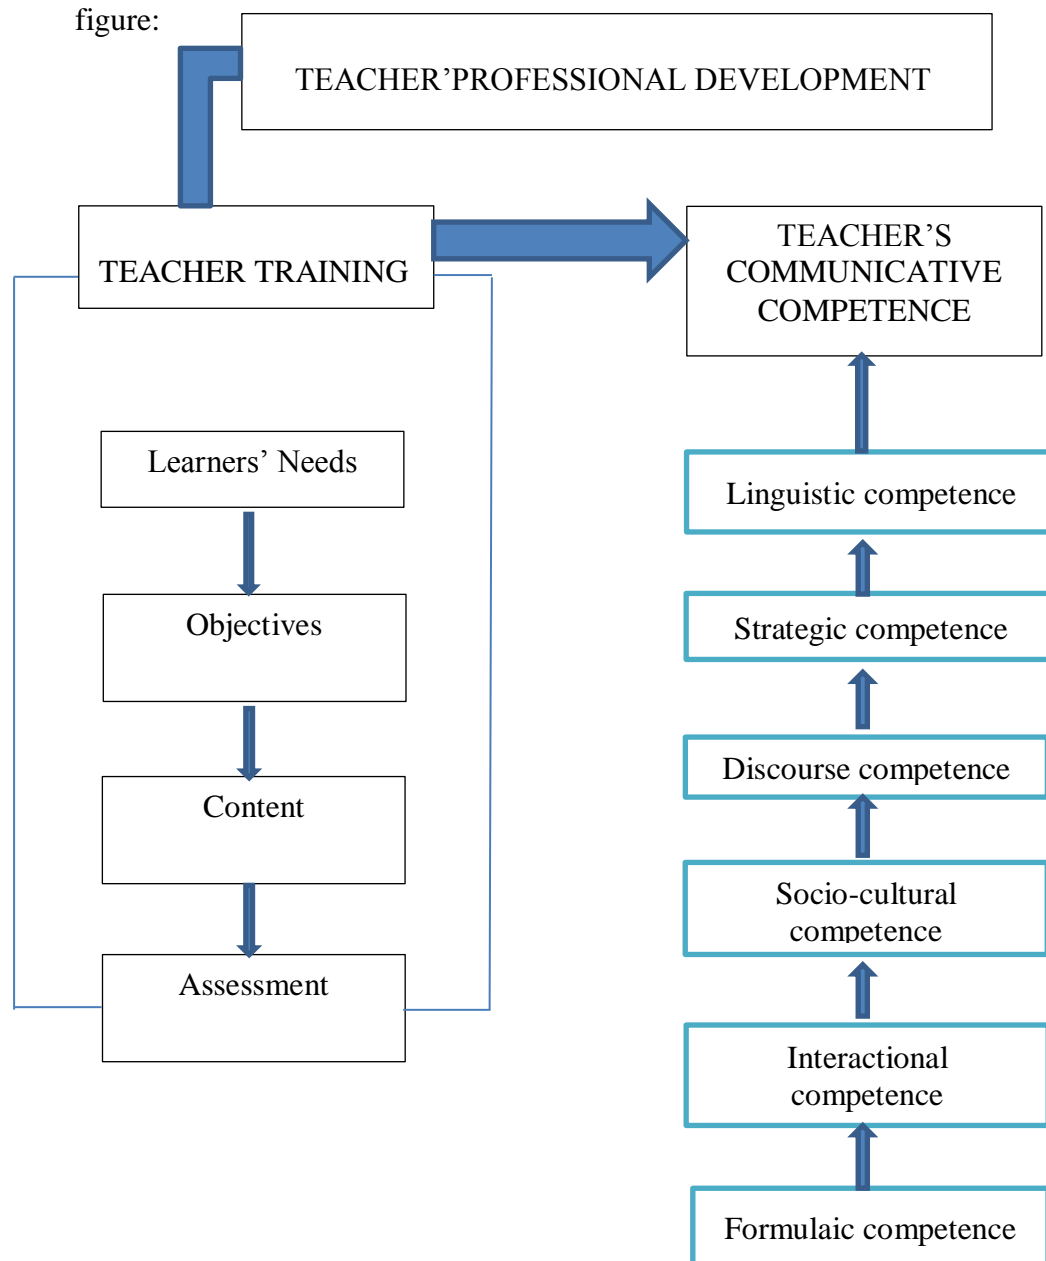 figure:
TEACHER’PROFESSIONAL DEVELOPMENT
TEACHER TRAINING
TEACHER’S
COMMUNICATIVE
COMPETENCE
Learners’ Needs
Objectives
Content
Assessment
Linguistic competence
Strategic competence
Discourse competence
Socio-cultural
competence
Interactional
competence
Formulaic competence